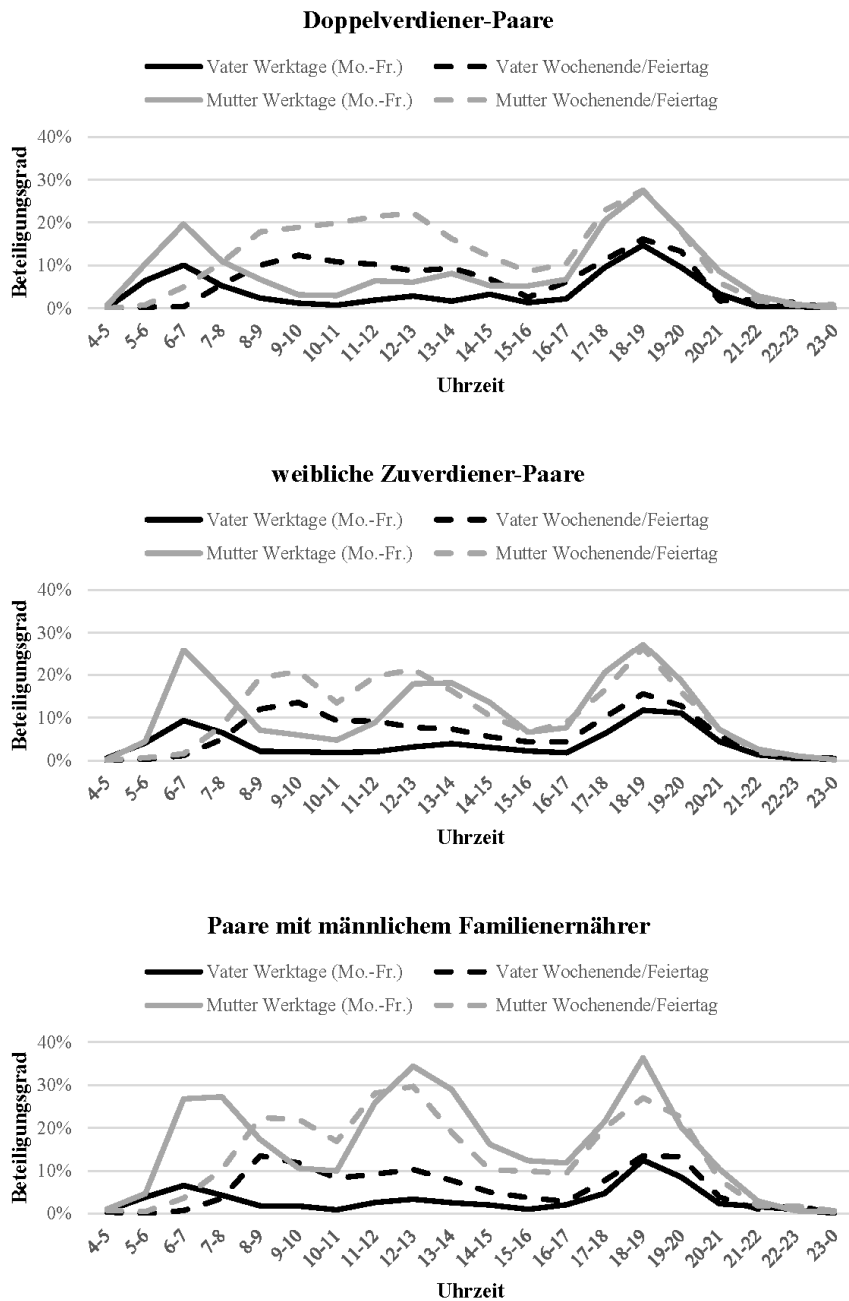 Doppelverdiener-Paare
Vater Werktage (Mo.-Fr.) Vater Wochenende/Feiertag
Mutter Werktage (Mo.-Fr.) Mutter Wochenende/Feiertag
Beteiligungsgrad
40%
30%
20%
10%
0%
4-5 5-6 6-7 7-8 8-9 9-10 10-11 11-12 12-13 13-14 14-15 15-16 16-17 17-18 18-19 19-20 20-21 21-22 22-23 23-0
Uhrzeit
weibliche Zuverdiener-Paare
Vater Werktage (Mo.-Fr.) Vater Wochenende/Feiertag
Mutter Werktage (Mo.-Fr.) Mutter Wochenende/Feiertag
Beteiligungsgrad
40%
30%
20%
10%
0%
4-5 5-6 6-7 7-8 8-9 9-10 10-11 11-12 12-13 13-14 14-15 15-16 16-17 17-18 18-19 19-20 20-21 21-22 22-23 23-0
Uhrzeit
Paare mit männlichem Familienernährer
Vater Werktage (Mo.-Fr.) Vater Wochenende/Feiertag
Mutter Werktage (Mo.-Fr.) Mutter Wochenende/Feiertag
Beteiligungsgrad
40%
30%
20%
10%
0%
4-5 5-6 6-7 7-8 8-9 9-10 10-11 11-12 12-13 13-14 14-15 15-16 16-17 17-18 18-19 19-20 20-21 21-22 22-23 23-0
Uhrzeit